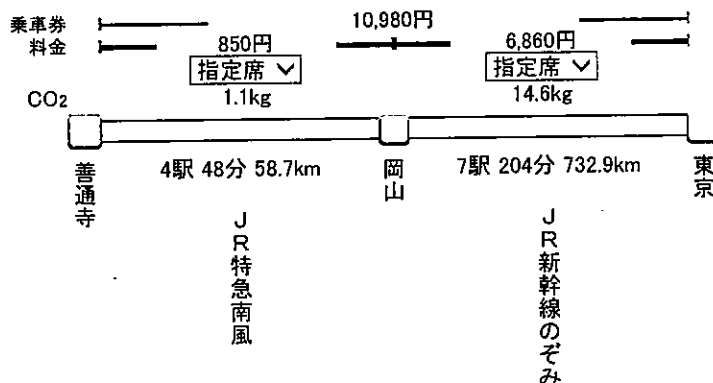 乗車券 10,980円
料金 850円 6,860円
指定席 指定席
CO2 1.1kg 14.6kg
4駅 48分 58.7km 7駅 204分 732.9km
善通寺
岡山
東京
JR特急南風
JR新幹線のぞみ